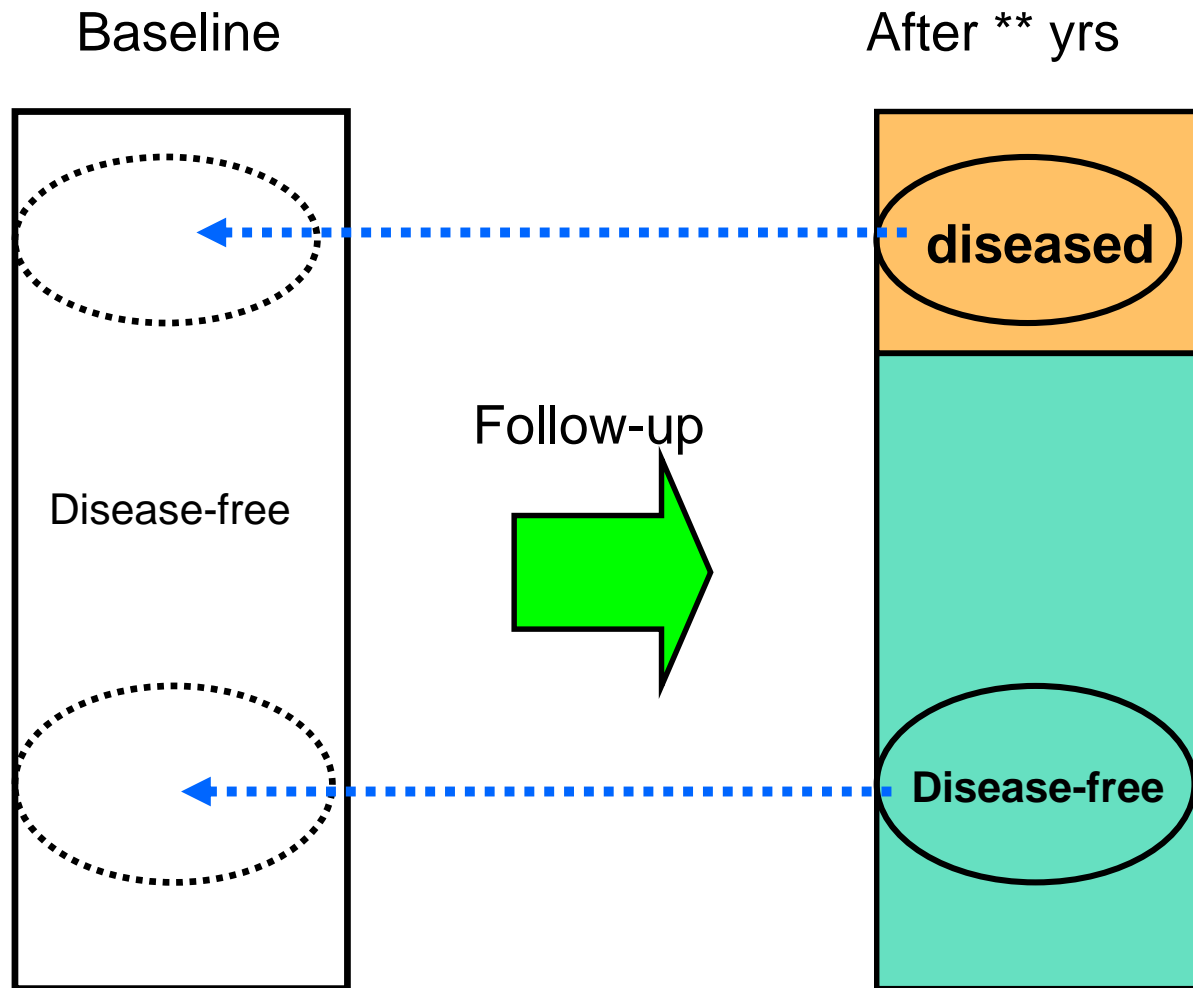 Baseline
After ** yrs
diseased
Follow-up
Disease-free
Disease-free